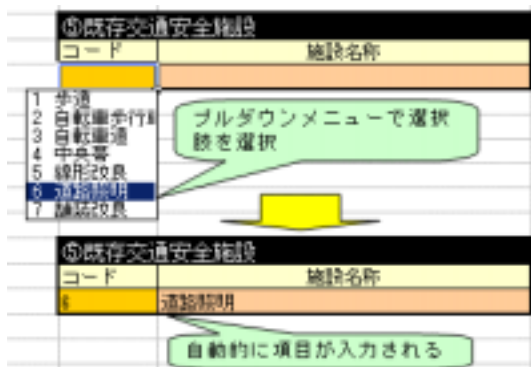 ⑤既存交通安全施設
コード 施設名称
1 歩道
2 自転車歩行
3 自転車道
4 中央帯
5 線形改良
6 道路照明
7 舗装改良
プルダウンメニューで選択
肢を選択
⑤既存交通安全施設
コード 施設名称
6 道路照明
自動的に項目が入力される